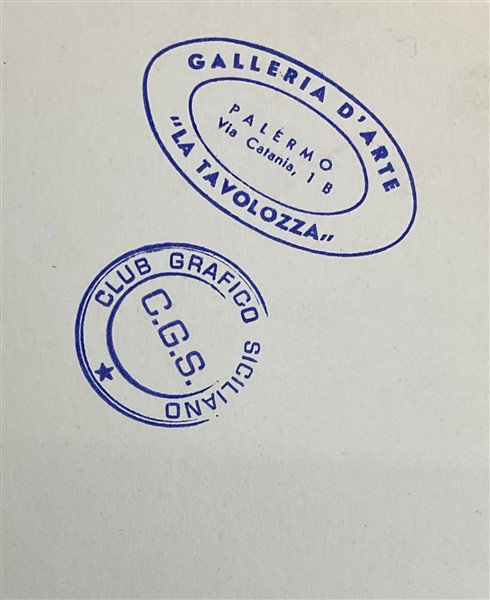 GALLERIA D'ARTE
PALERMO
Via Catania, 1 B
"LA TAVOLOZZA"
CLUB GRAFICO SICILIANO
C.G.S.